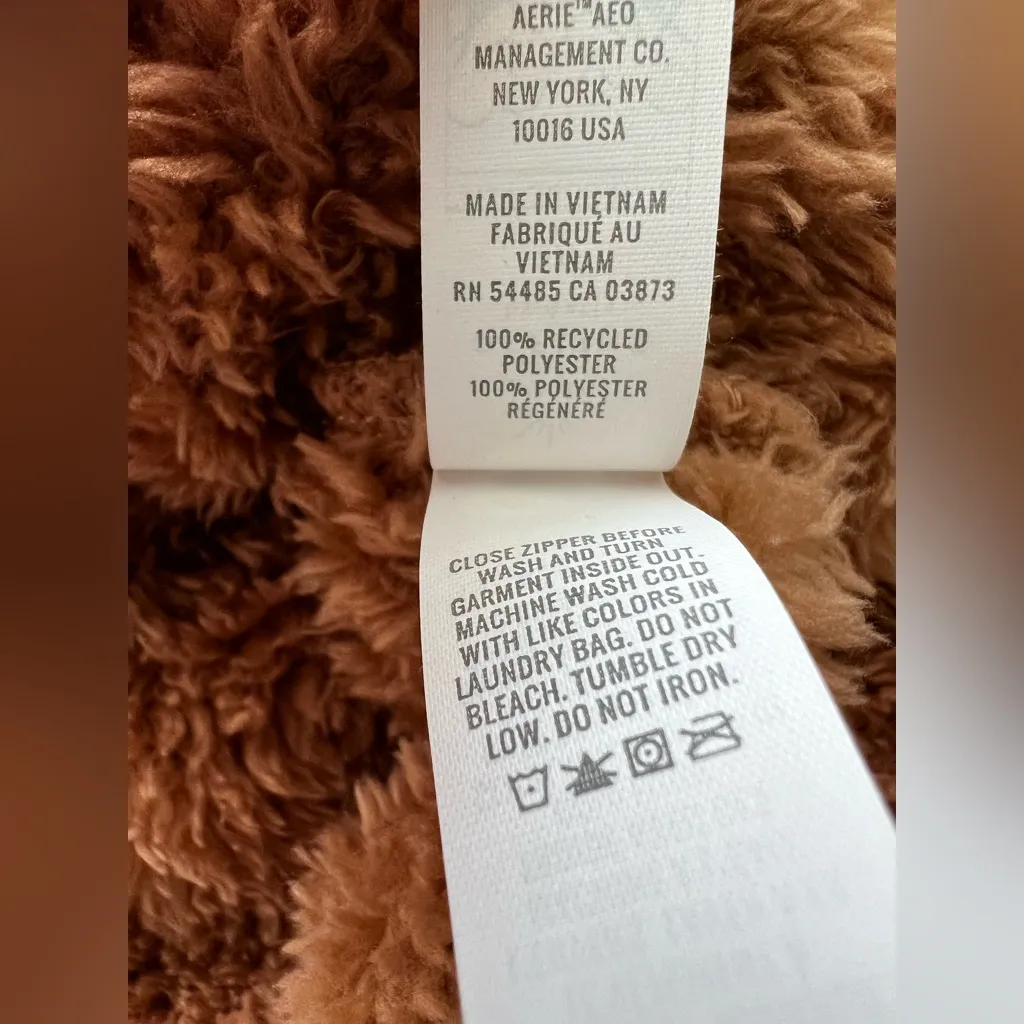 AERIE™AEO
MANAGEMENT CO.
NEW YORK, NY
10016 USA
MADE IN VIETNAM
FABRIQUÉ AU
VIETNAM
RN 54485 CA 03873
100% RECYCLED
POLYESTER
100% POLYESTER
RÉGÉNÉRÉ
CLOSE ZIPPER BEFORE
WASH AND TURN
GARMENT INSIDE OUT.
MACHINE WASH COLD
WITH LIKE COLORS IN
LAUNDRY BAG. DO NOT
BLEACH. TUMBLE DRY
LOW. DO NOT IRON.